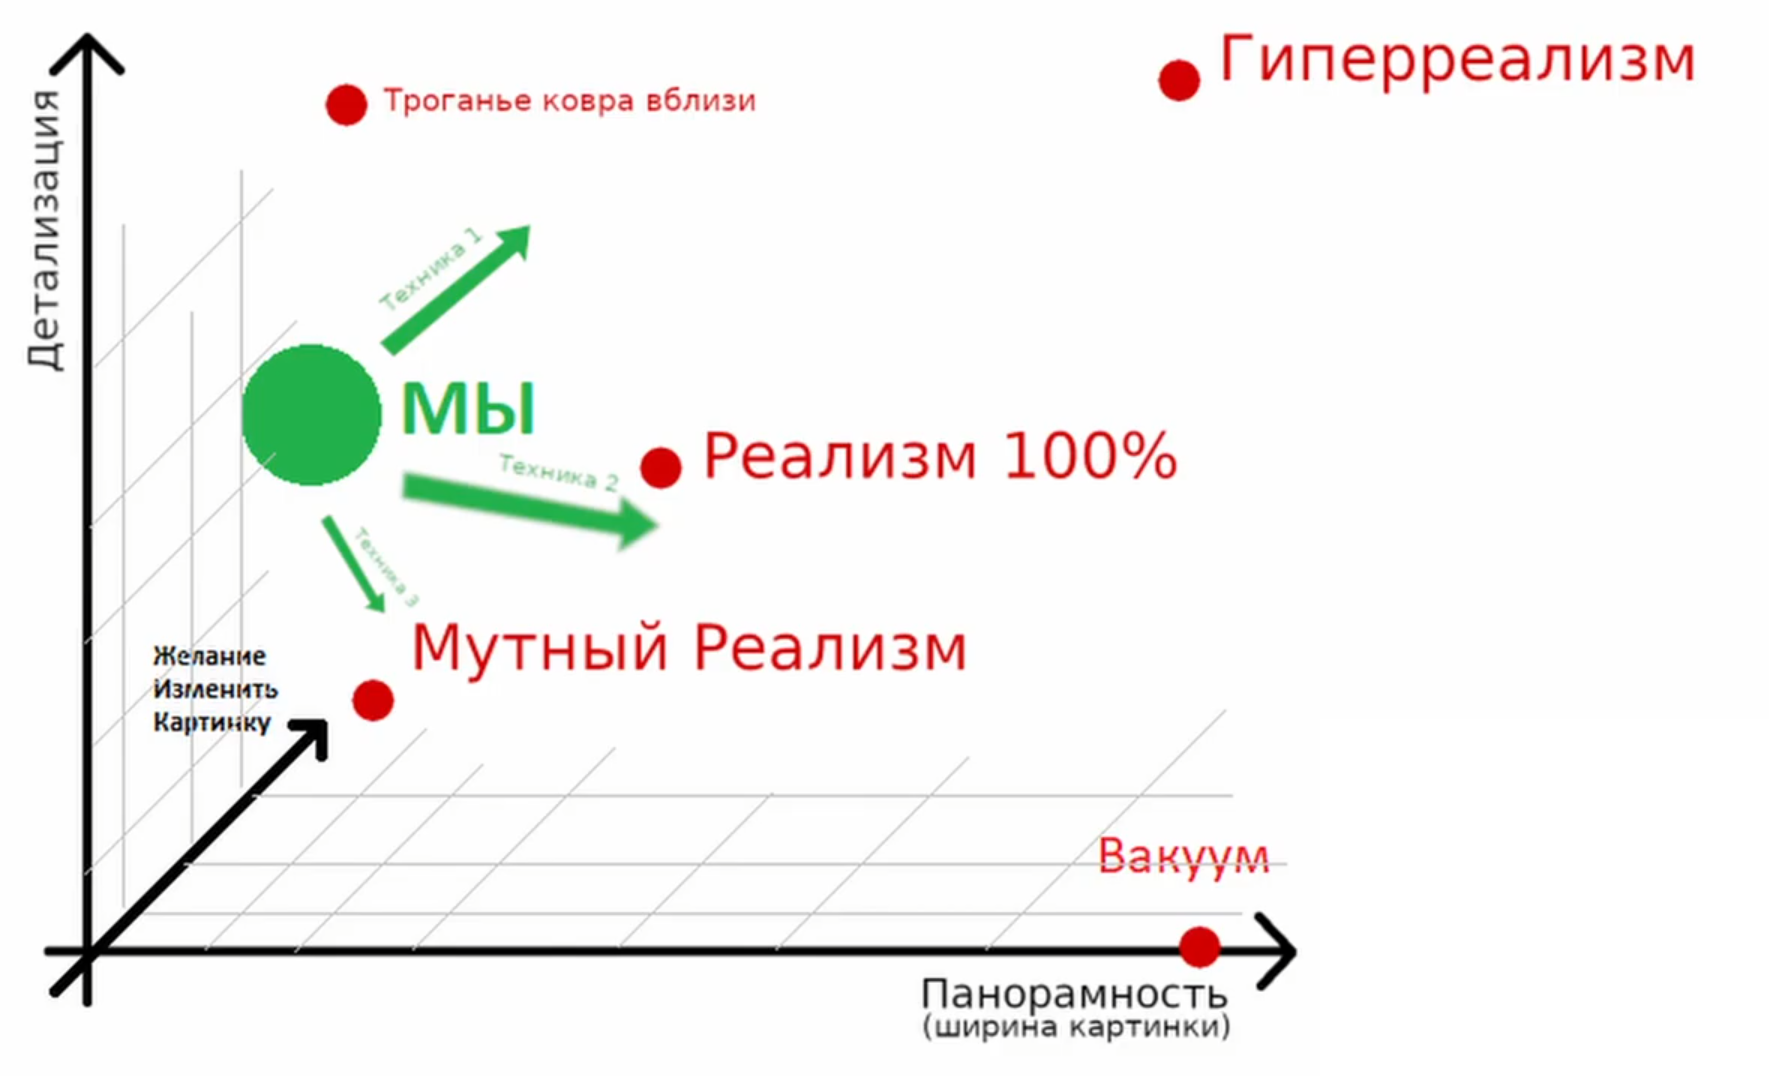 Гиперреализм
Троганье ковра вблизи
Детализация
Техника 1
МЫ
Реализм 100%
Техника 2
Техника 3
Мутный Реализм
Желание
Изменить
Картинку
Вакуум
Панорамность
(ширина картинки)